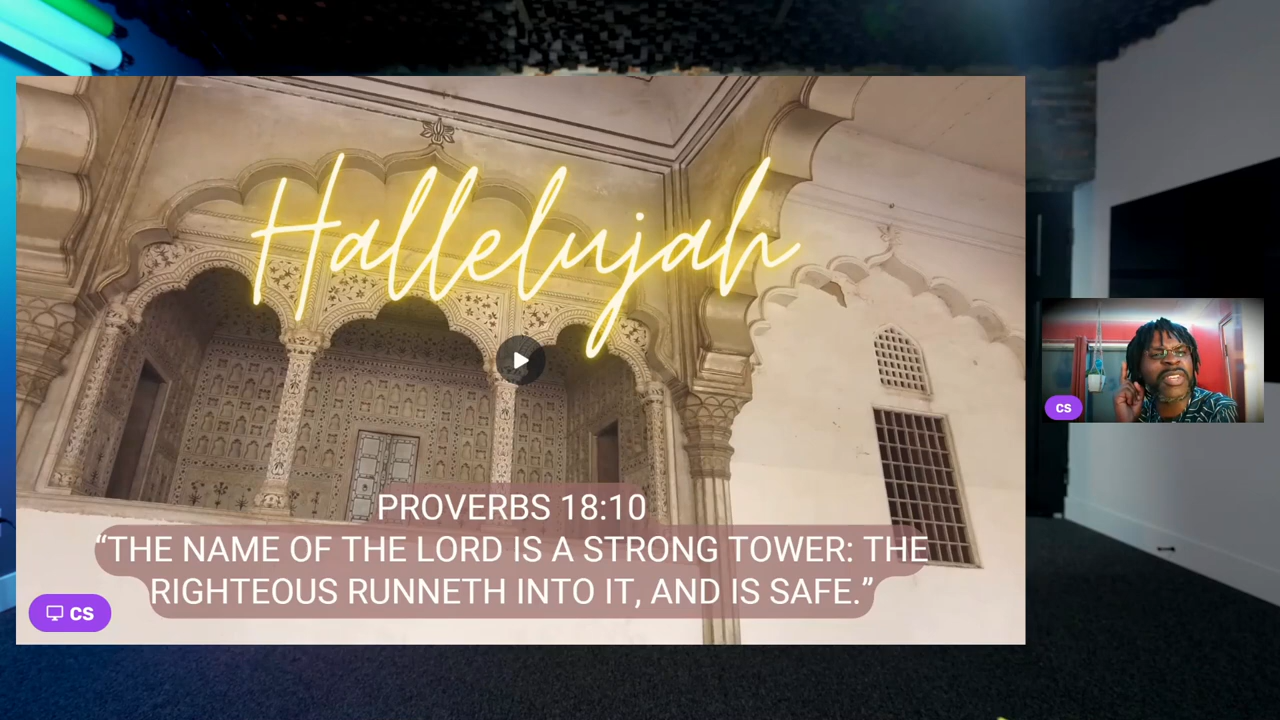 Hallelujah
PROVERBS 18:10
“THE NAME OF THE LORD IS A STRONG TOWER: THE
RIGHTEOUS RUNNETH INTO IT, AND IS SAFE.”
CS
CS